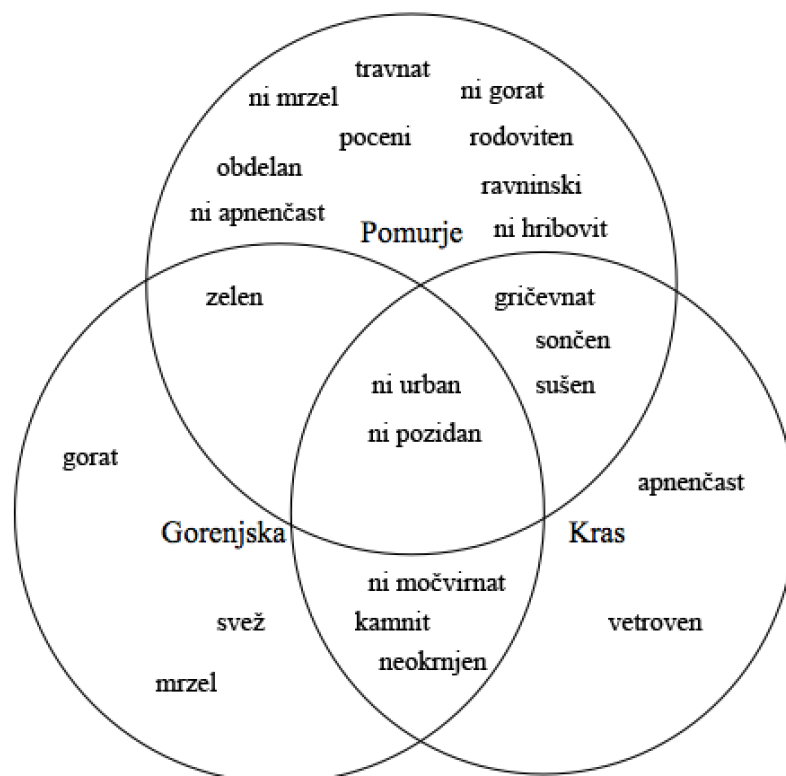 travnat
ni mrzel
ni gorat
poceni
rodoviten
obdelan
ravninski
ni apnenčast
ni hribovit
Pomurje
zelen
gričevnat
sončen
ni urban
sušen
ni pozidan
gorat
apnenčast
Gorenjska
Kras
ni močvirnat
svež
kamnit
vetroven
neokrnjen
mrzel